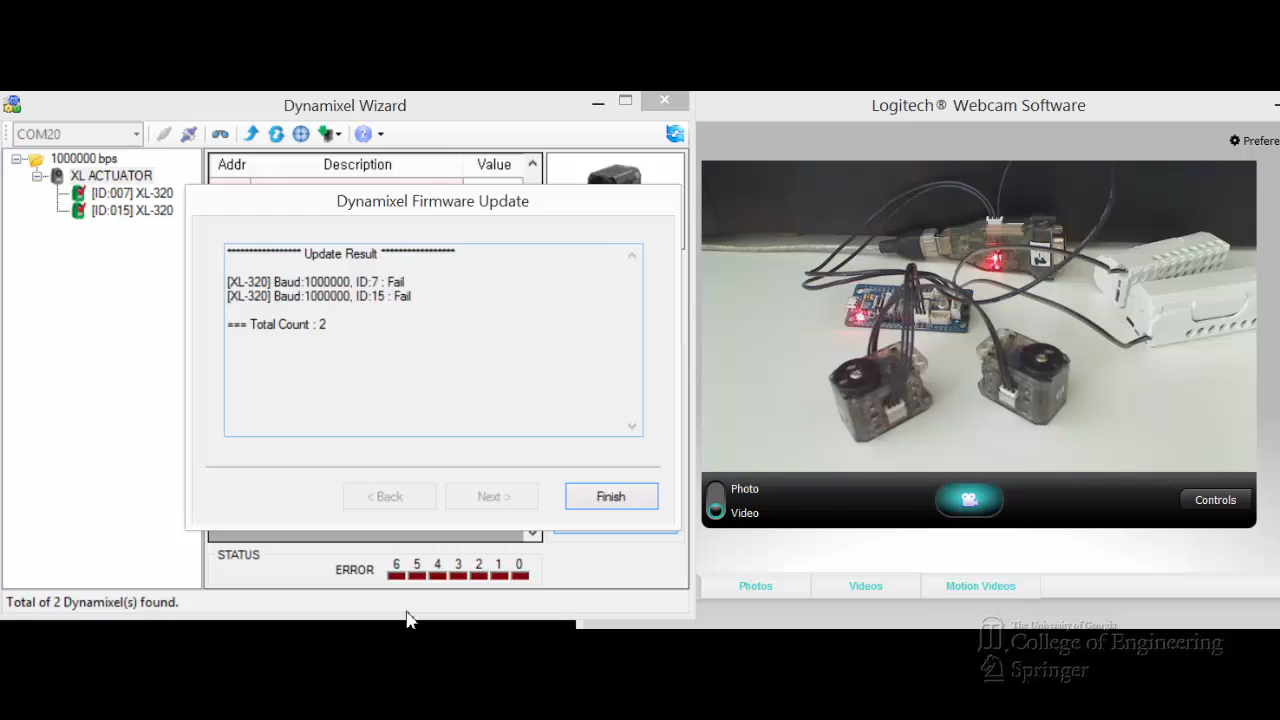 Dynamixel Wizard
COM20
1000000 bps
XL ACTUATOR
[ID:007] XL-320
[ID:015] XL-320
Addr Description Value
Dynamixel Firmware Update
***************** Update Result *****************
[XL-320] Baud:1000000, ID:7 : Fail
[XL-320] Baud:1000000, ID:15 : Fail
=== Total Count : 2
< Back
Next >
Finish
STATUS
ERROR
6 5 4 3 2 1 0
Total of 2 Dynamixel(s) found.
Logitech® Webcam Software
Prefere
Photo
Video
Controls
Photos
Videos
Motion Videos
The University of Georgia
College of Engineering
Springer